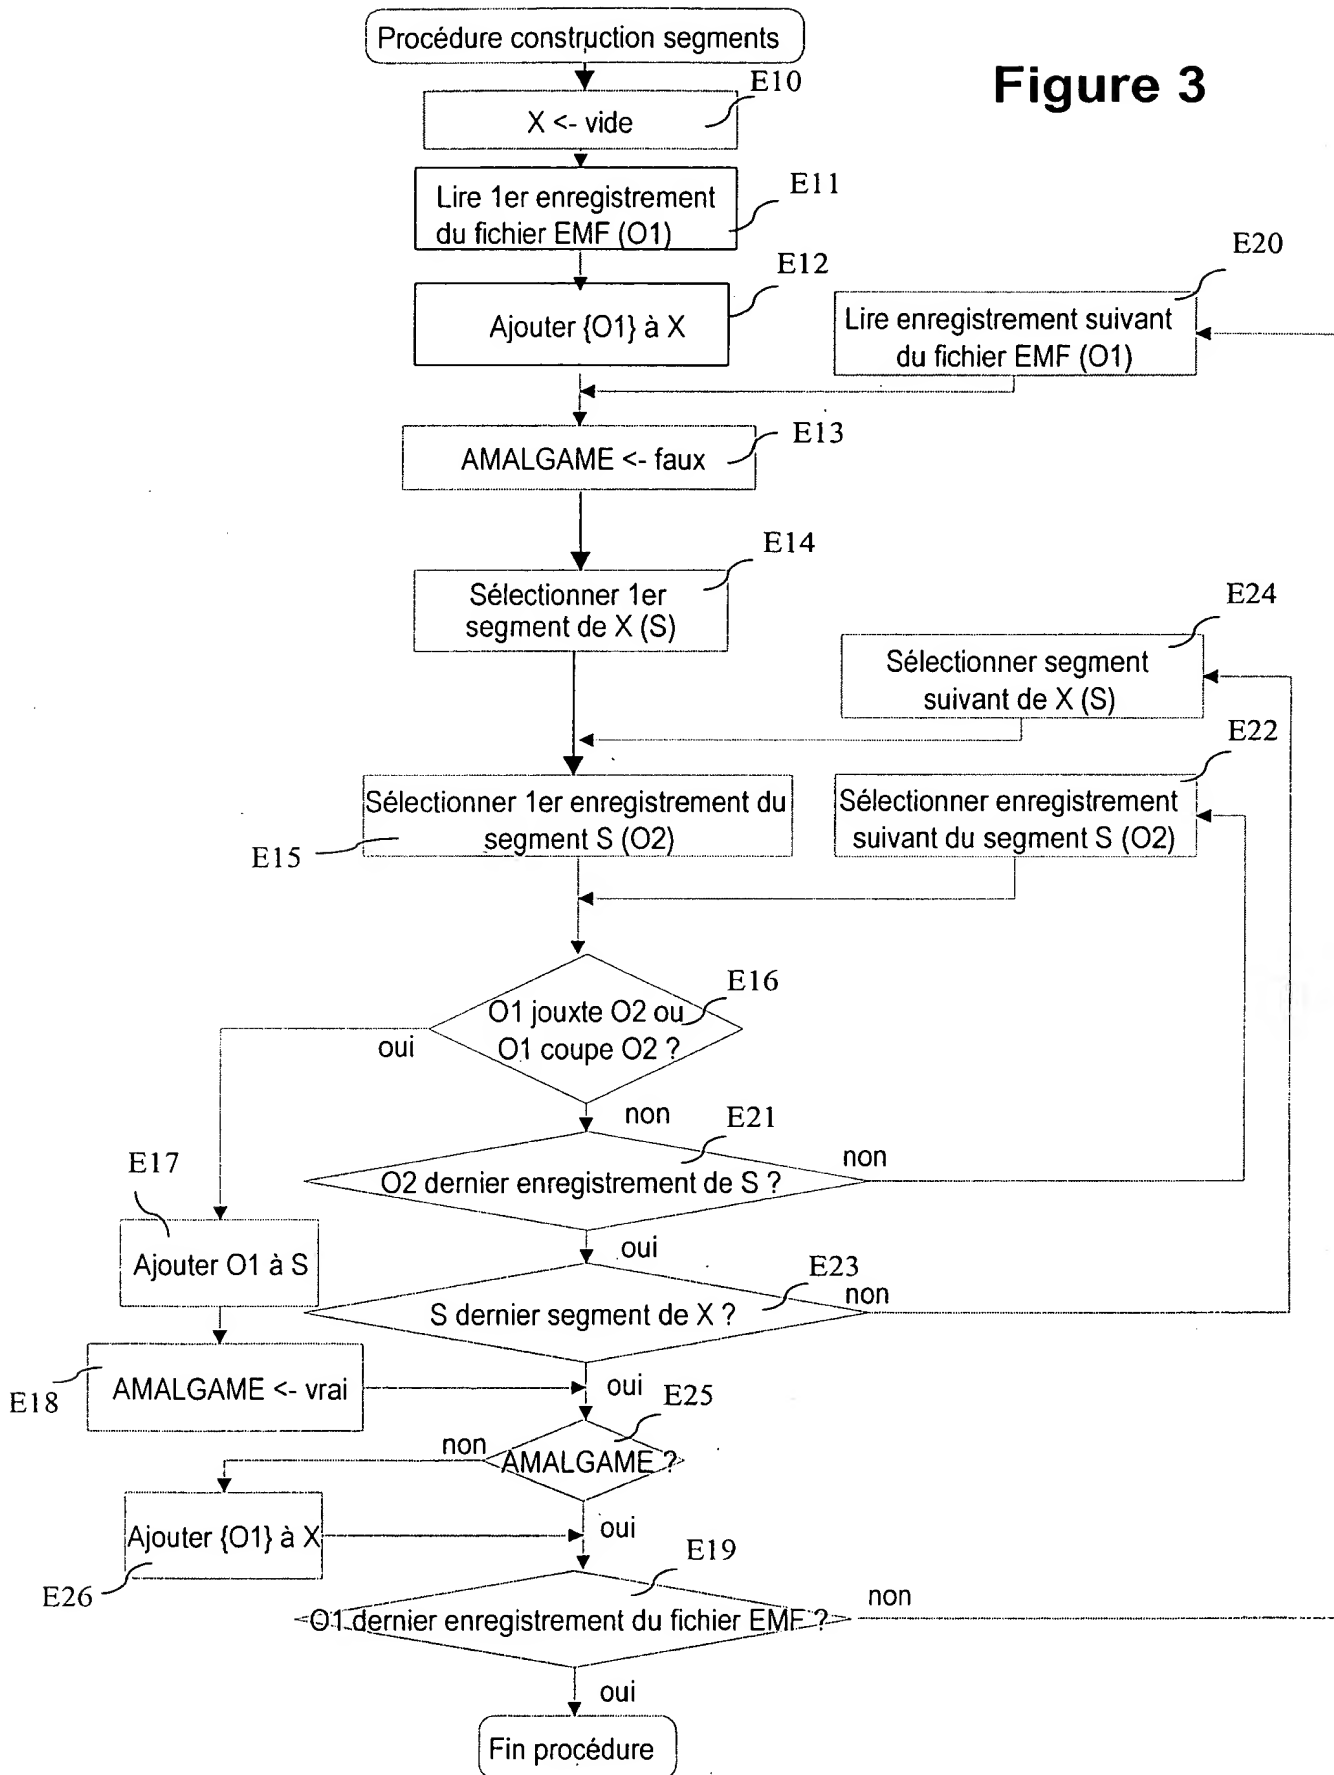 Procédure construction segments
Figure 3
E10
X <- vide
E11
Lire 1er enregistrement
du fichier EMF (O1)
E12
Ajouter {O1} à X
E20
Lire enregistrement suivant
du fichier EMF (O1)
E13
AMALGAME <- faux
E14
Sélectionner 1er
segment de X (S)
E24
Sélectionner segment
suivant de X (S)
E22
Sélectionner 1er enregistrement du
segment S (O2)
E15
Sélectionner enregistrement
suivant du segment S (O2)
E16
O1 jouxte O2 ou
O1 coupe O2 ?
oui
non
E21
O2 dernier enregistrement de S ?
non
E17
Ajouter O1 à S
oui
E23
S dernier segment de X ?
non
E18
AMALGAME <- vrai
oui
E25
AMALGAME ?
non
Ajouter {O1} à X
E26
oui
E19
O1 dernier enregistrement du fichier EMF ?
non
oui
Fin procédure